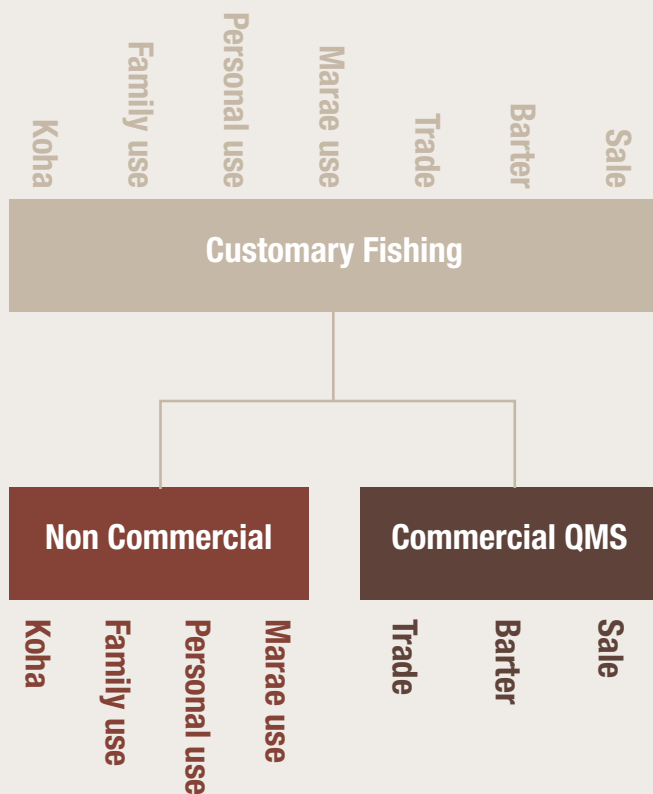 Koha
Family use
Personal use
Marae use
Trade
Barter
Sale
Customary Fishing
Non Commercial
Commercial QMS
Koha
Family use
Personal use
Marae use
Trade
Barter
Sale